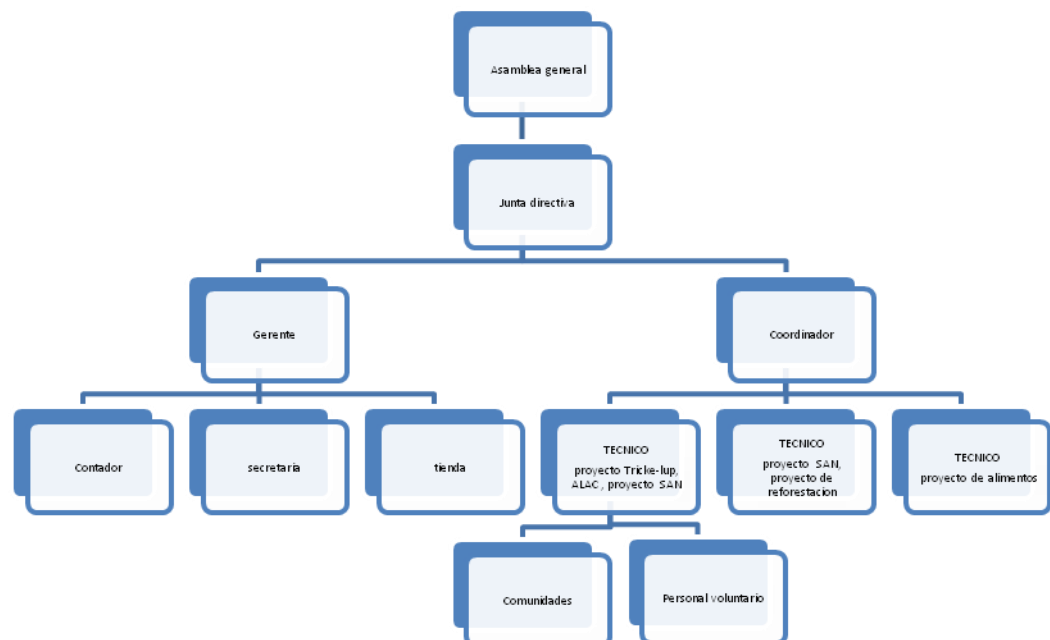 Asamblea general
Junta directiva
Gerente
Coordinador
Contador
secretaria
tienda
TECNICO
proyecto Tricke-lup,
ALAC, proyecto SAN
TECNICO
proyecto SAN,
proyecto de
reforestacion
TECNICO
proyecto de alimentos
Comunidades
Personal voluntario